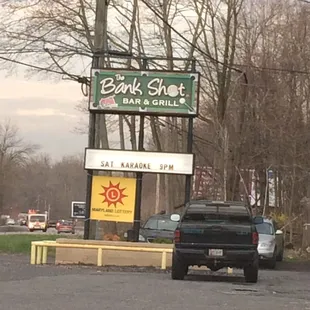 The
Bank Shot
BAR & GRILL
SAT KARAOKE 9PM
L
MARYLAND LOTTERY